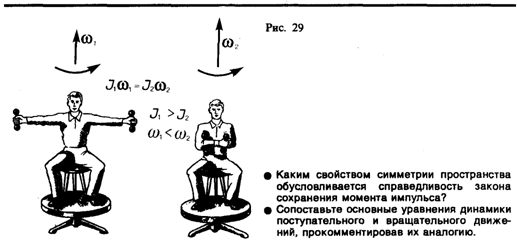 Рис. 29
ω₁
ω₂
J₁ω₁=J₂ω₂
J₁ > J₂
ω₁ < ω₂
● Каким свойством симметрии пространства
обусловливается справедливость закона
сохранения момента импульса?
● Сопоставьте основные уравнения динамики
поступательного и вращательного движе-
ний, прокомментировав их аналогию.